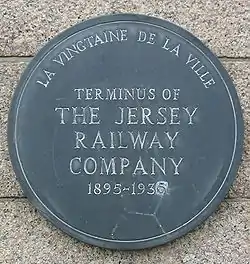 LA VINGTAINE DE LA VILLE
TERMINUS OF
THE JERSEY
RAILWAY
COMPANY
1895-1936